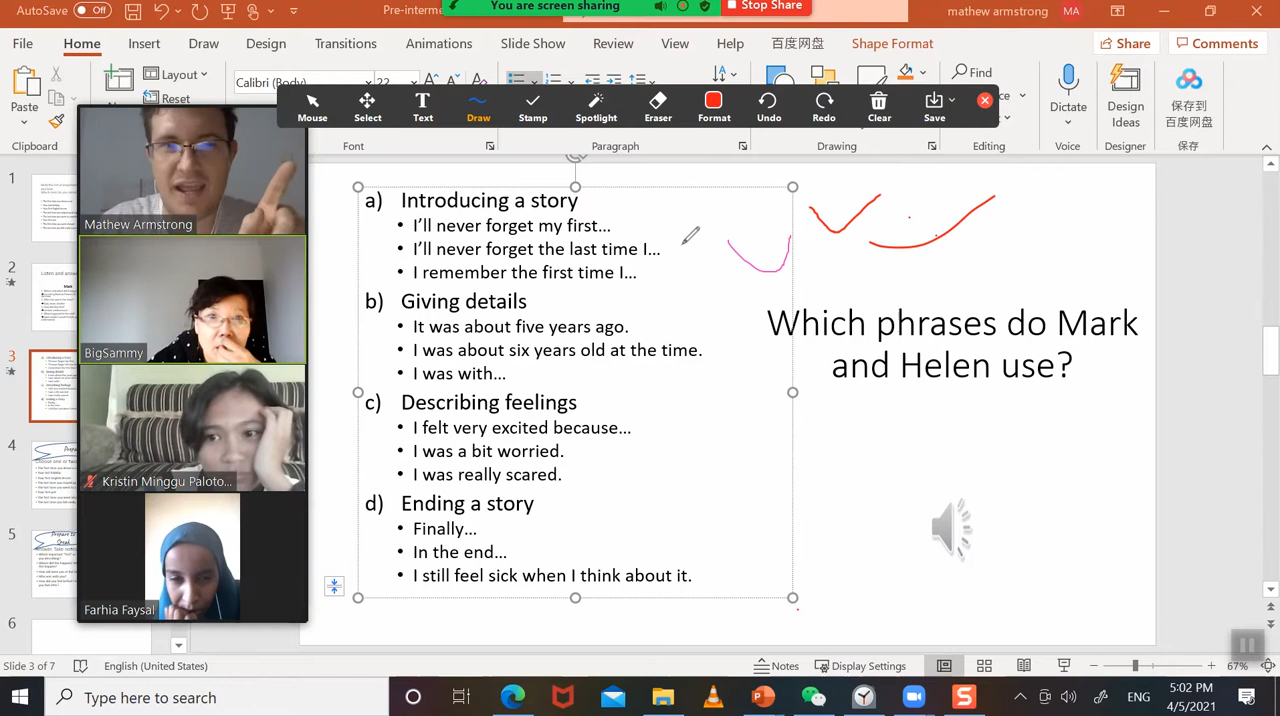 AutoSave Off
Pre-inter
You are screen sharing
Stop Share
mathew armstrong MA
File Home Insert Draw Design Transitions Animations Slide Show Review View Help 百度网盘 Shape Format Share Comments
Paste
Layout
Reset
Calibri (Body) 22
Find
Dictate
Design Ideas
保存到
百度网盘
Mouse Select Text Draw Stamp Spotlight Eraser Format Undo Redo Clear Save
Clipboard Font Paragraph Drawing Editing Voice Designer 保存
Mathew Armstrong
BigSammy
Kristin Minggu Paloto...
Farhia Faysal
1
2
3
4
5
6
a) Introducing a story
• I'll never forget my first...
• I'll never forget the last time I...
• I remember the first time I...
b) Giving details
• It was about five years ago.
• I was about six years old at the time.
• I was with...
c) Describing feelings
• I felt very excited because...
• I was a bit worried.
• I was really scared.
d) Ending a story
• Finally...
• In the end...
• I still feel sick when I think about it.
Which phrases do Mark
and Helen use?
Slide 3 of 7 English (United States) Notes Display Settings 67%
Type here to search
ENG
5:02 PM
4/5/2021